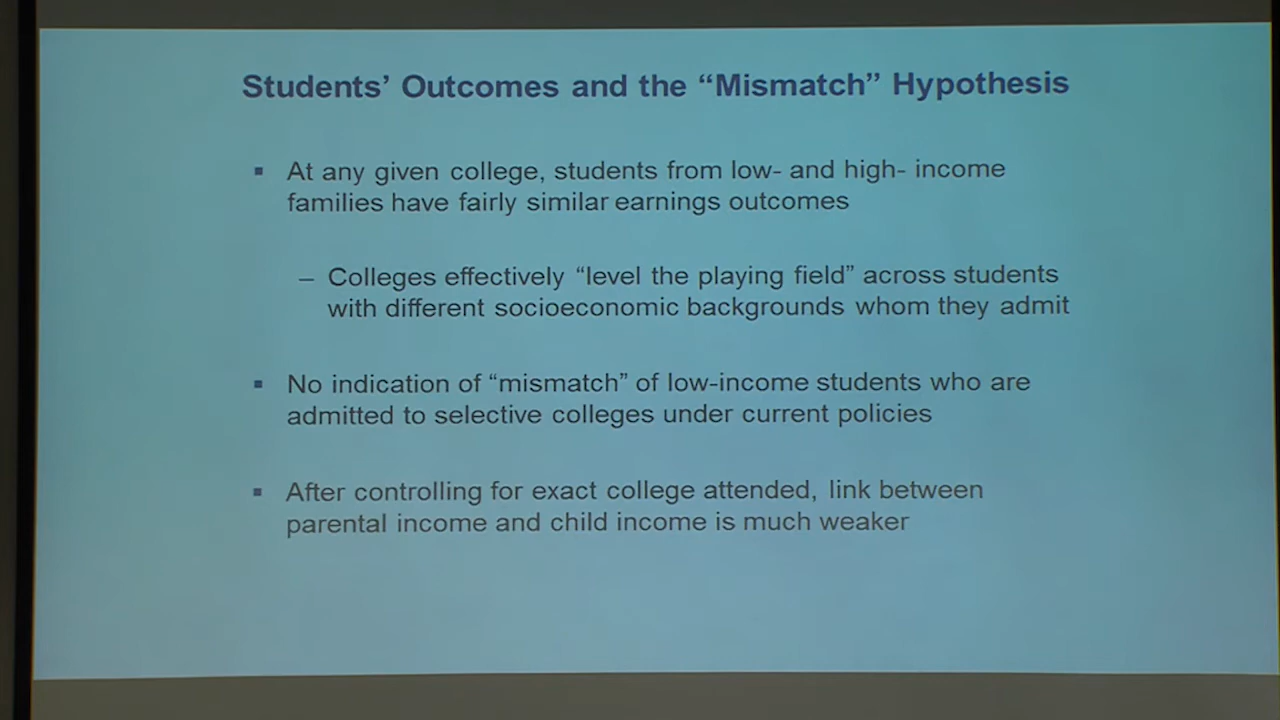 Students’ Outcomes and the “Mismatch” Hypothesis
▪ At any given college, students from low- and high- income
families have fairly similar earnings outcomes
– Colleges effectively “level the playing field” across students
with different socioeconomic backgrounds whom they admit
▪ No indication of “mismatch” of low-income students who are
admitted to selective colleges under current policies
▪ After controlling for exact college attended, link between
parental income and child income is much weaker